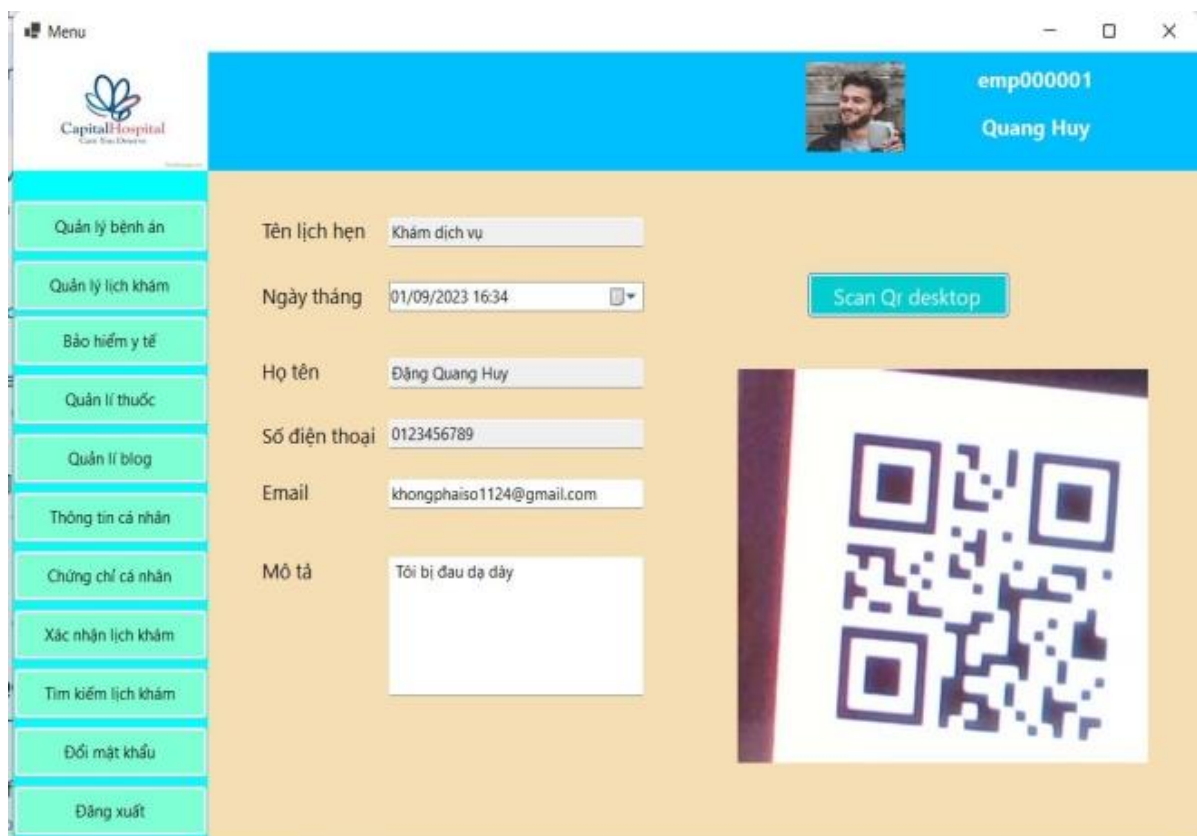 Menu
CapitalHospital
Care You Deserve
emp000001
Quang Huy
Quản lý bệnh án
Quản lý lịch khám
Bảo hiểm y tế
Quản lí thuốc
Quản lí blog
Thông tin cá nhân
Chứng chỉ cá nhân
Xác nhận lịch khám
Tìm kiếm lịch khám
Đổi mật khẩu
Đăng xuất
Tên lịch hẹn Khám dịch vụ
Ngày tháng 01/09/2023 16:34
Họ tên Đặng Quang Huy
Số điện thoại 0123456789
Email khongphaiso1124@gmail.com
Mô tả Tôi bị đau dạ dày
Scan Qr desktop